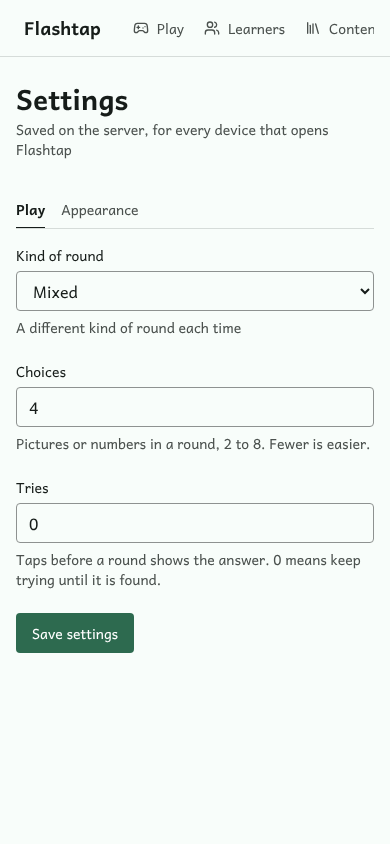 Flashtap Play Learners Conten
Settings
Saved on the server, for every device that opens
Flashtap
Play Appearance
Kind of round
Mixed
A different kind of round each time
Choices
4
Pictures or numbers in a round, 2 to 8. Fewer is easier.
Tries
0
Taps before a round shows the answer. 0 means keep
trying until it is found.
Save settings